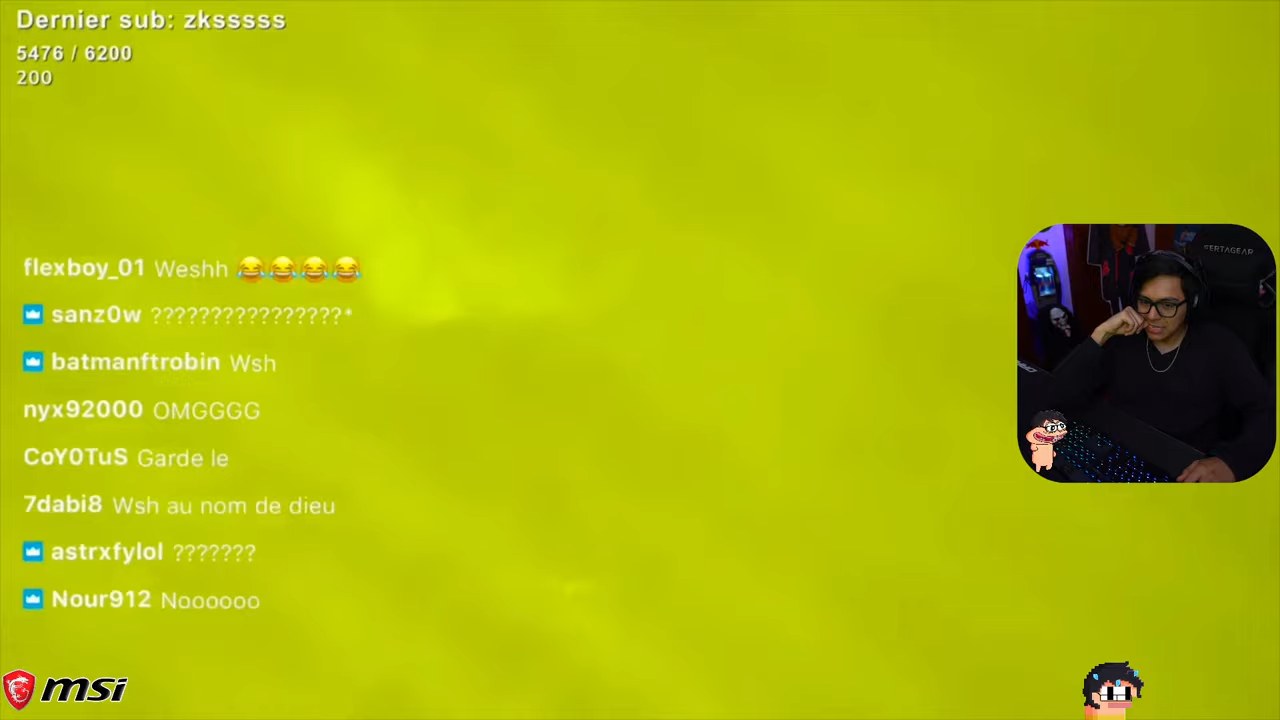 Dernier sub: zksssss
5476 / 6200
200
flexboy_01 Weshh 😂😂😂😂
sanz0w ????????????????*
batmanftrobin Wsh
nyx92000 OMGGGG
CoY0TuS Garde le
7dabi8 Wsh au nom de dieu
astrxfylol ???????
Nour912 Noooooo
msi